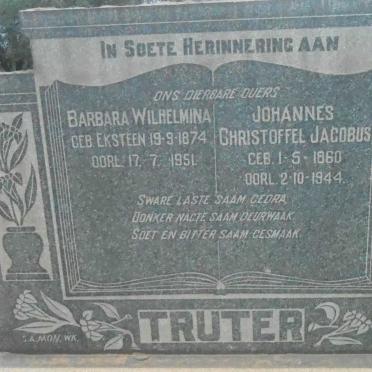 IN SOETE HERINNERING AAN
ONS DIERBARE OUERS
BARBARA WILHELMINA
GEB. EKSTEEN 19-9-1874
OORL. 17. 7. 1951.
JOHANNES
CHRISTOFFEL JACOBUS
GEB. 1-5-1860
OORL. 2-10-1944.
SWARE LASTE SAAM GEDRA,
DONKER NAGTE SAAM DEURWAAK,
SOET EN BITTER SAAM GESMAAK.
TRUTER
S.A. MON. WK.